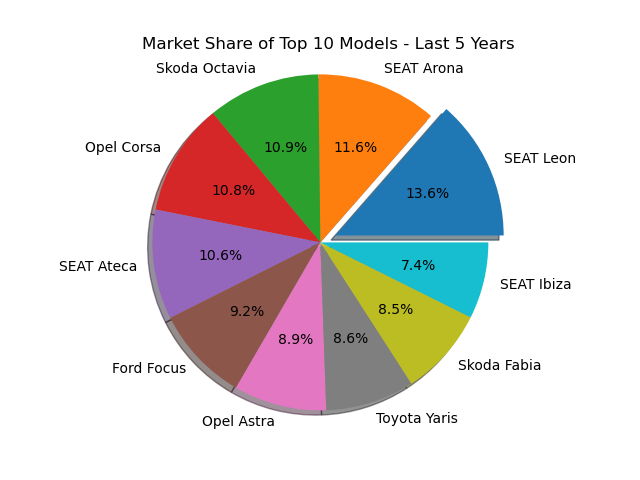 Market Share of Top 10 Models - Last 5 Years
SEAT Leon
13.6%
SEAT Arona
11.6%
Skoda Octavia
10.9%
Opel Corsa
10.8%
SEAT Ateca
10.6%
Ford Focus
9.2%
Opel Astra
8.9%
Toyota Yaris
8.6%
Skoda Fabia
8.5%
SEAT Ibiza
7.4%